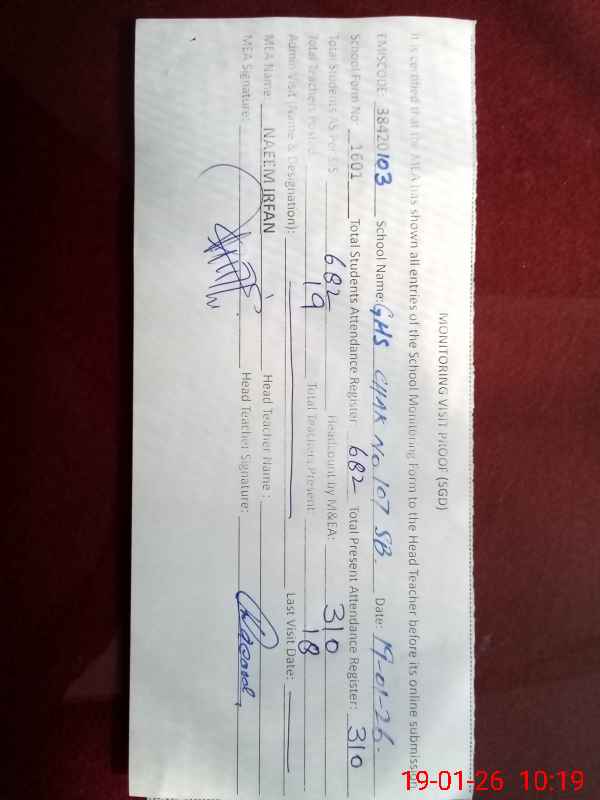 MONITORING VISIT PROOF (SGD)
It is certified that the MEA has shown all entries of the School Monitoring Form to the Head Teacher before its online submission
EMISCODE 38420103 School Name: GHS CHAK No 107 SB. Date: 19-01-26.
School Form No: 1601 Total Students Attendance Register 682 Total Present Attendance Register: 310
Total Students AS Per SIS 682 Headcount by M&EA: 310
Total Teachers Posted 19 Total Teachers Present: 18
Admin Visit (Name & Designation): Last Visit Date:
MEA Name: NAEEM IRFAN Head Teacher Name :
MEA Signature: Head Teacher Signature:
19-01-26 10:19